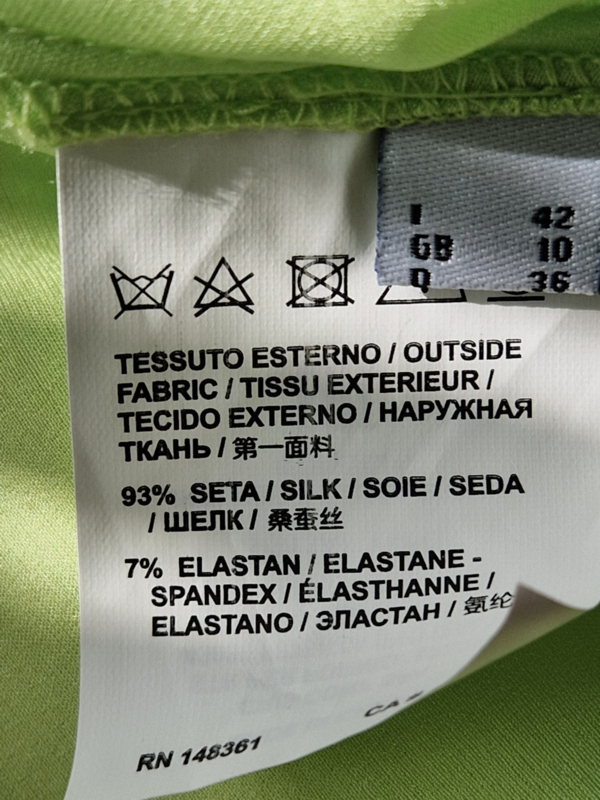 I 42
GB 10
D 36
TESSUTO ESTERNO / OUTSIDE
FABRIC / TISSU EXTERIEUR /
TECIDO EXTERNO / НАРУЖНАЯ
ТКАНЬ / 第一面料
93% SETA / SILK / SOIE / SEDA
/ ШЕЛК / 桑蚕丝
7% ELASTAN / ELASTANE -
SPANDEX / ÉLASTHANNE /
ELASTANO / ЭЛАСТАН / 氨纶
CA
RN 148361